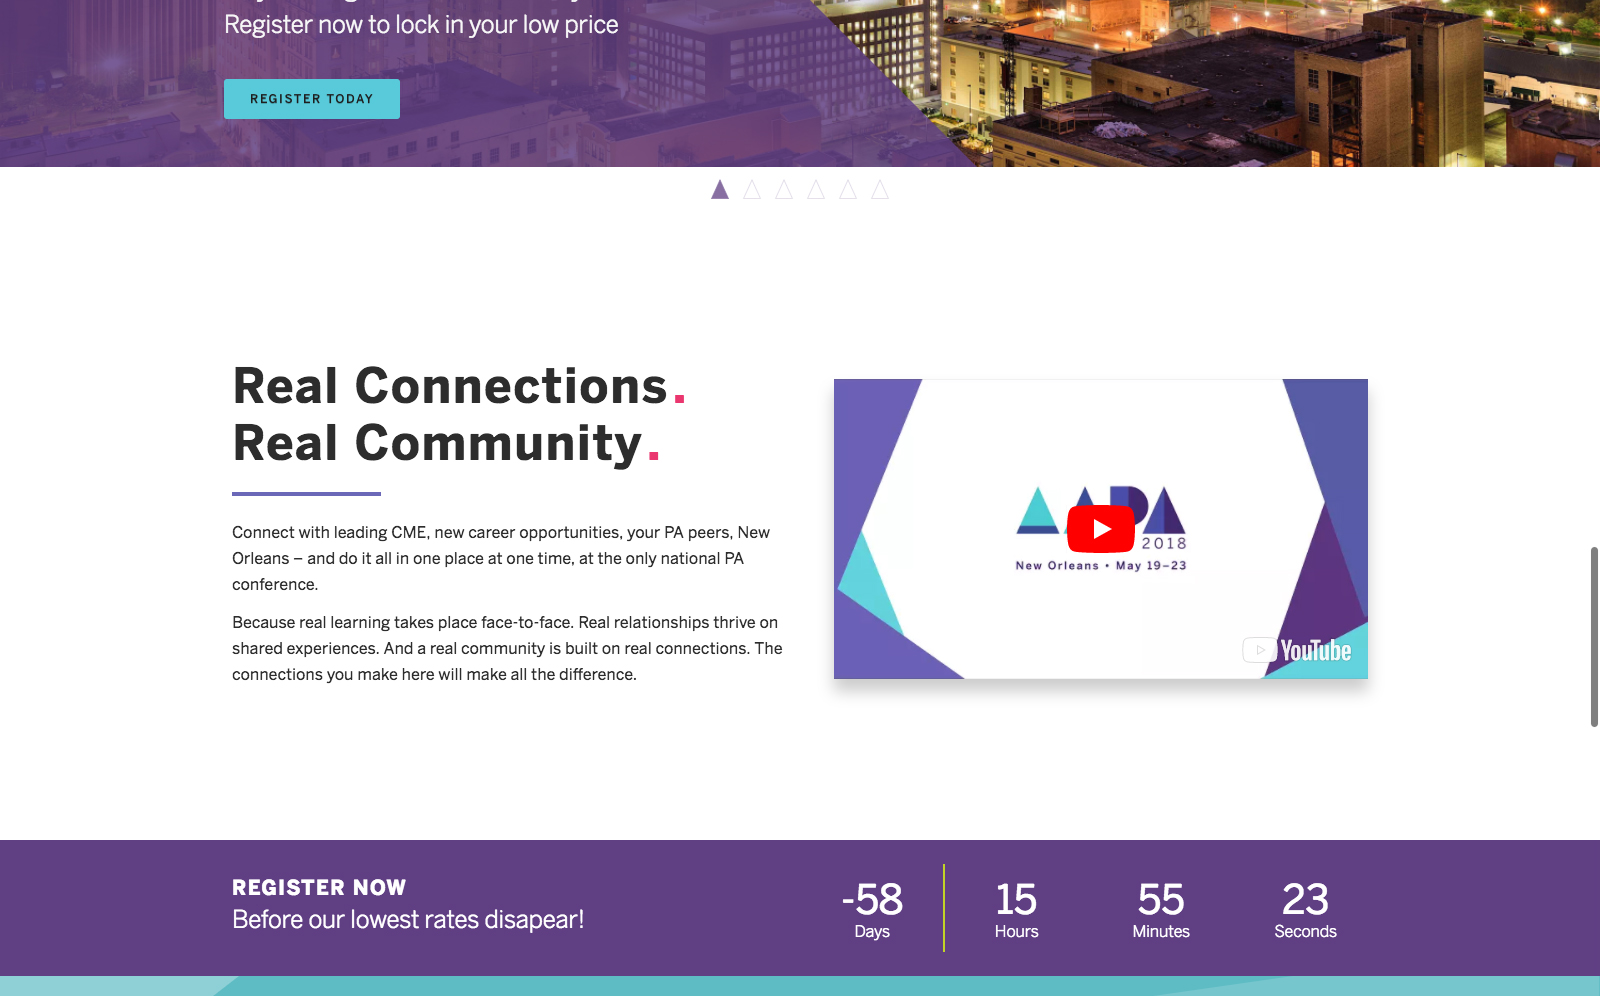 Register now to lock in your low price
REGISTER TODAY
Real Connections.
Real Community.
Connect with leading CME, new career opportunities, your PA peers, New
Orleans – and do it all in one place at one time, at the only national PA
conference.
Because real learning takes place face-to-face. Real relationships thrive on
shared experiences. And a real community is built on real connections. The
connections you make here will make all the difference.
AAPA
2018
New Orleans • May 19–23
YouTube
REGISTER NOW
Before our lowest rates disapear!
-58 15 55 23
Days Hours Minutes Seconds